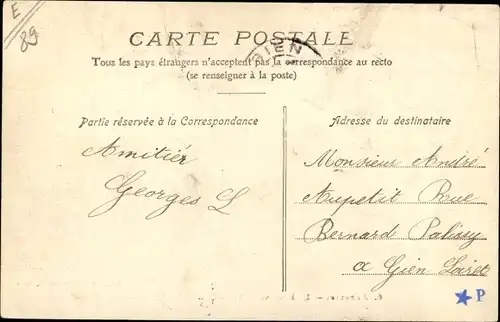 E
89
CARTE POSTALE
GIEN
Tous les pays étrangers n'acceptent pas la correspondance au recto
(se renseigner à la poste)
Partie réservée à la Correspondance
Amitiés
Georges L
Adresse du destinataire
Monsieur André
Aupetit Rue
Bernard Palissy
a Gien Loiret
P